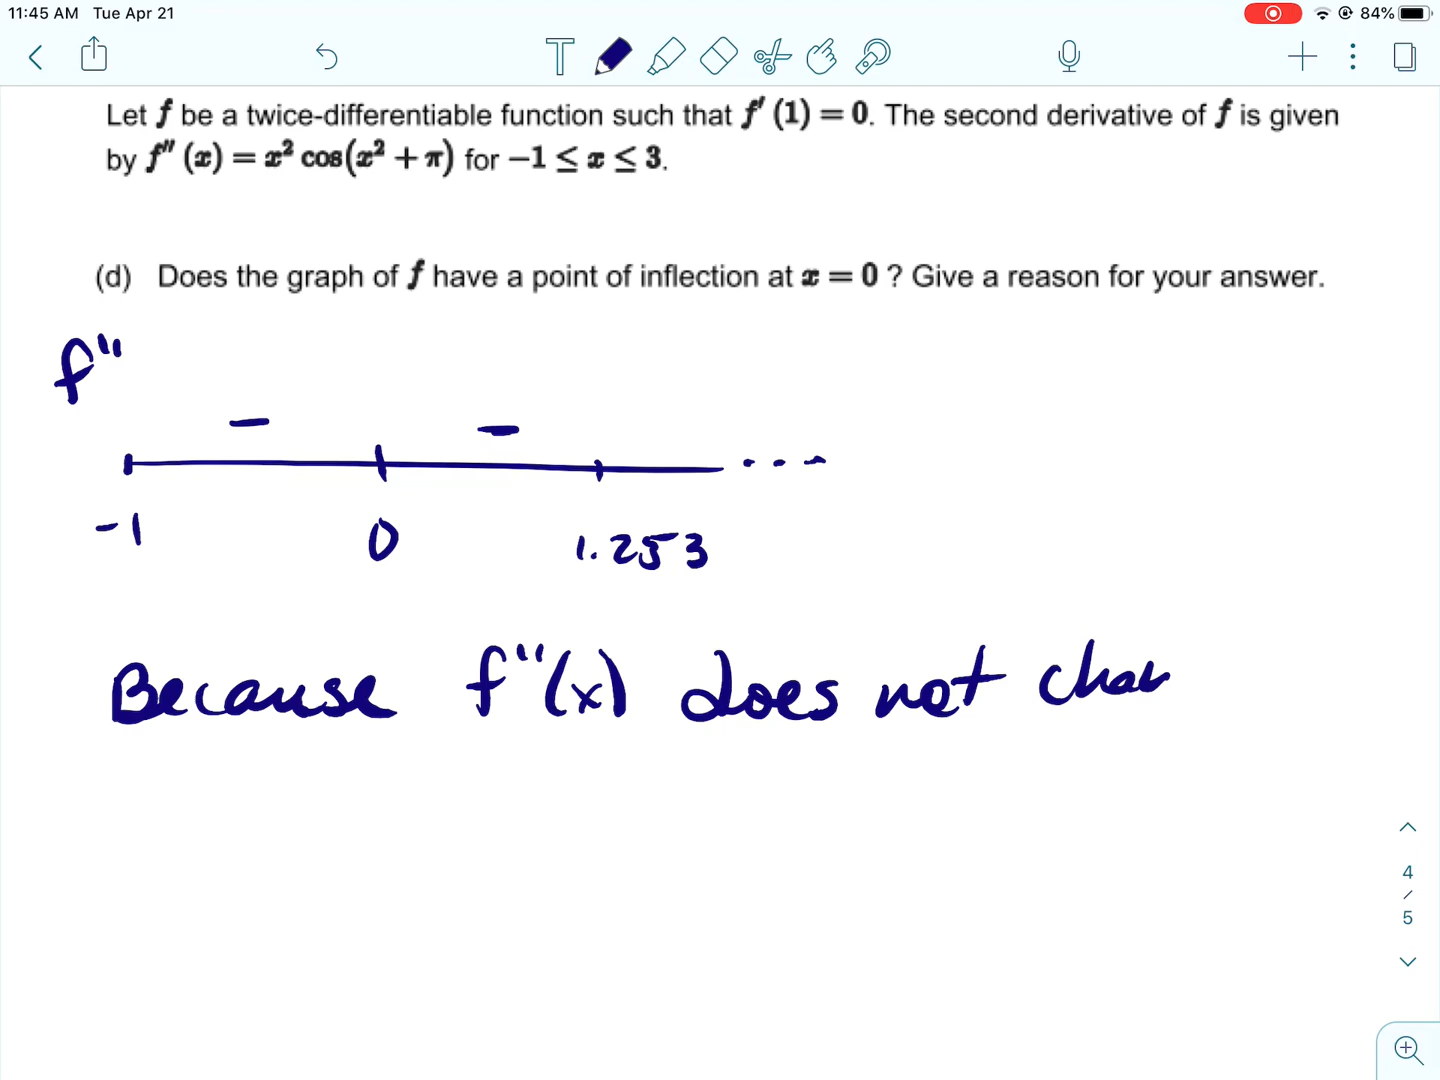 11:45 AM Tue Apr 21 84%
Let f be a twice-differentiable function such that f′ (1) = 0. The second derivative of f is given
by f″ (x) = x² cos(x² + π) for −1 ≤ x ≤ 3.
(d) Does the graph of f have a point of inflection at x = 0 ? Give a reason for your answer.
f"
− −
-1 0 1.253
Because f"(x) does not chan
4
/
5